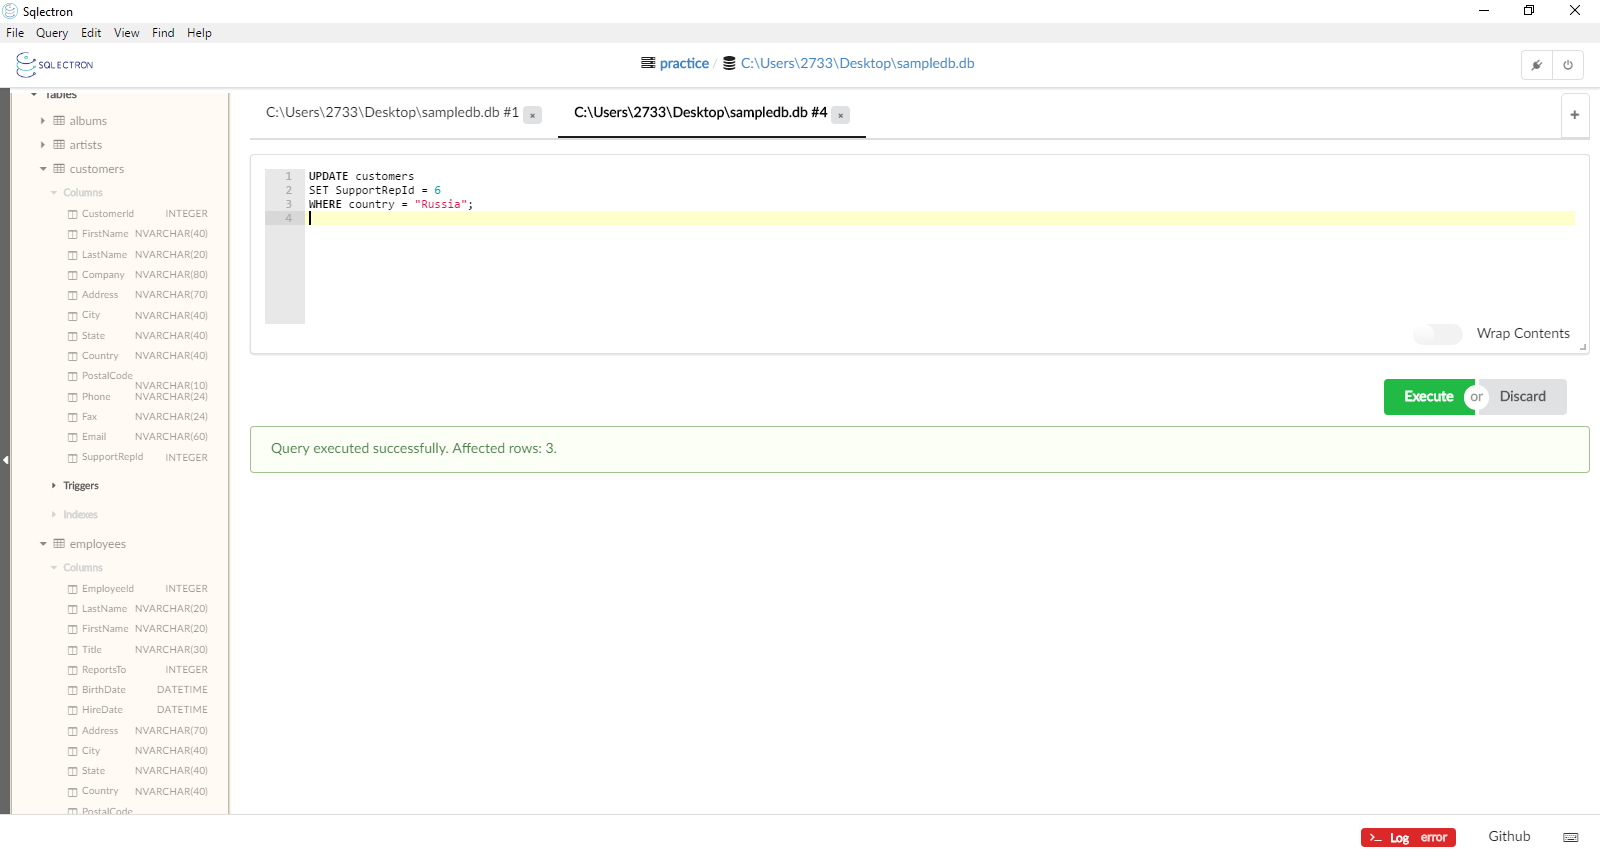 Sqlectron
File Query Edit View Find Help
SQLECTRON
practice / C:\Users\2733\Desktop\sampledb.db
Tables
albums
artists
customers
Columns
CustomerId INTEGER
FirstName NVARCHAR(40)
LastName NVARCHAR(20)
Company NVARCHAR(80)
Address NVARCHAR(70)
City NVARCHAR(40)
State NVARCHAR(40)
Country NVARCHAR(40)
PostalCode NVARCHAR(10)
Phone NVARCHAR(24)
Fax NVARCHAR(24)
Email NVARCHAR(60)
SupportRepId INTEGER
Triggers
Indexes
employees
Columns
EmployeeId INTEGER
LastName NVARCHAR(20)
FirstName NVARCHAR(20)
Title NVARCHAR(30)
ReportsTo INTEGER
BirthDate DATETIME
HireDate DATETIME
Address NVARCHAR(70)
City NVARCHAR(40)
State NVARCHAR(40)
Country NVARCHAR(40)
PostalCode
C:\Users\2733\Desktop\sampledb.db #1 × C:\Users\2733\Desktop\sampledb.db #4 × +
1 UPDATE customers
2 SET SupportRepId = 6
3 WHERE country = "Russia";
4
Wrap Contents
Execute or Discard
Query executed successfully. Affected rows: 3.
>_ Log error Github